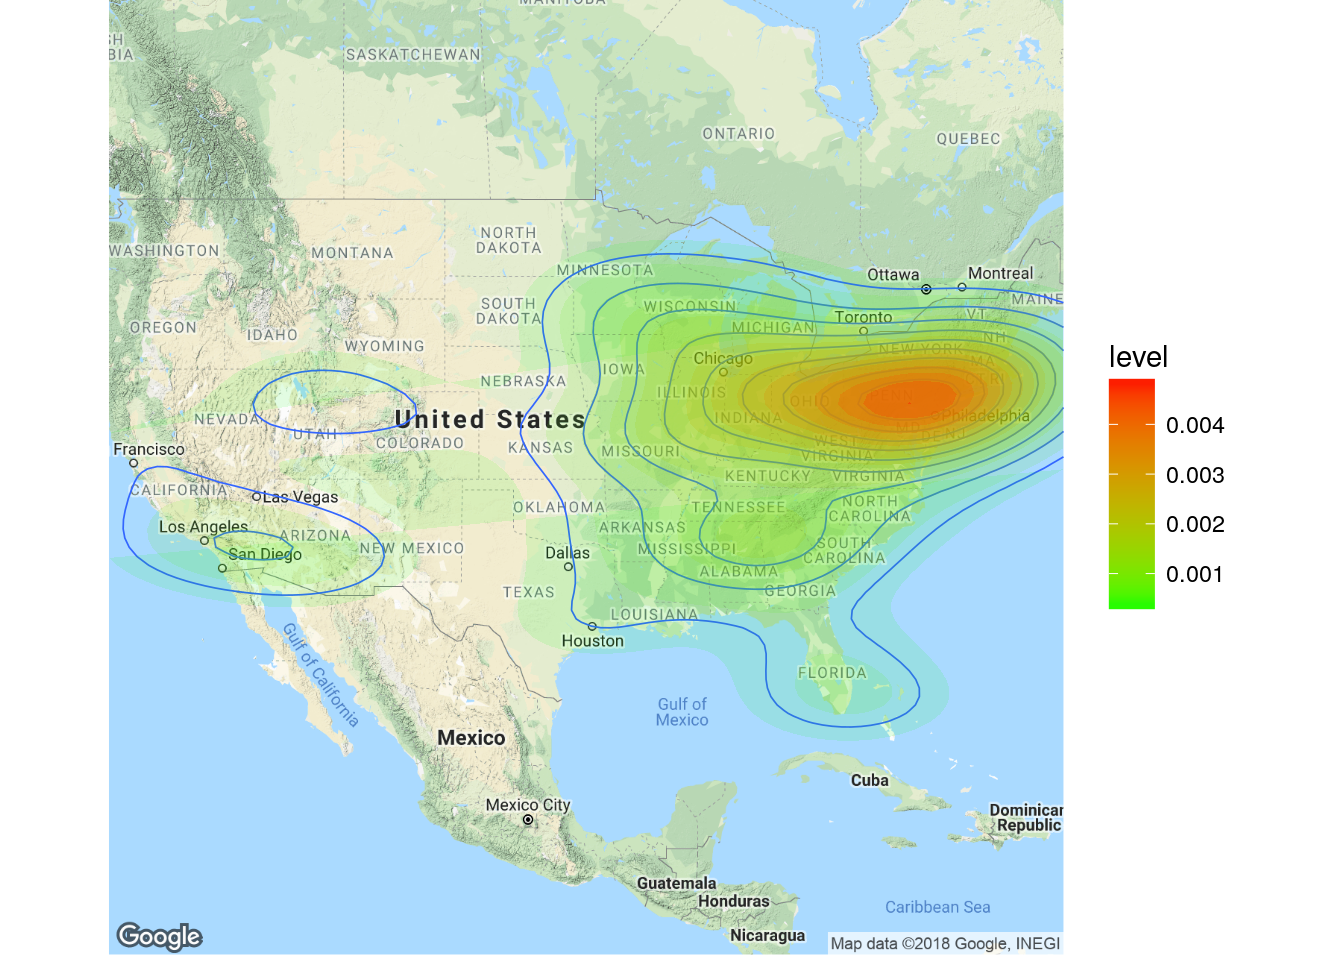 MANITOBA
SH
BIA
SASKATCHEWAN
ONTARIO
QUEBEC
WASHINGTON
MONTANA
NORTH
DAKOTA
MINNESOTA
Ottawa
Montreal
MAINE
OREGON
IDAHO
SOUTH
DAKOTA
WISCONSIN
MICHIGAN
Toronto
VT
NH
WYOMING
NEW YORK
MA
RI
Chicago
IOWA
NEBRASKA
ILLINOIS
INDIANA
OHIO
PENN
Philadelphia
MD
DE
NJ
NEVADA
UTAH
United States
COLORADO
KANSAS
MISSOURI
WEST
VIRGINIA
KENTUCKY
VIRGINIA
Francisco
CALIFORNIA
Las Vegas
OKLAHOMA
TENNESSEE
NORTH
CAROLINA
Los Angeles
ARIZONA
NEW MEXICO
ARKANSAS
MISSISSIPPI
SOUTH
CAROLINA
San Diego
Dallas
ALABAMA
GEORGIA
TEXAS
LOUISIANA
Houston
FLORIDA
Gulf of California
Gulf of
Mexico
Mexico
Cuba
Mexico City
Dominican
Republic
Guatemala
Honduras
Caribbean Sea
Nicaragua
Google
Map data ©2018 Google, INEGI
level
0.004
0.003
0.002
0.001